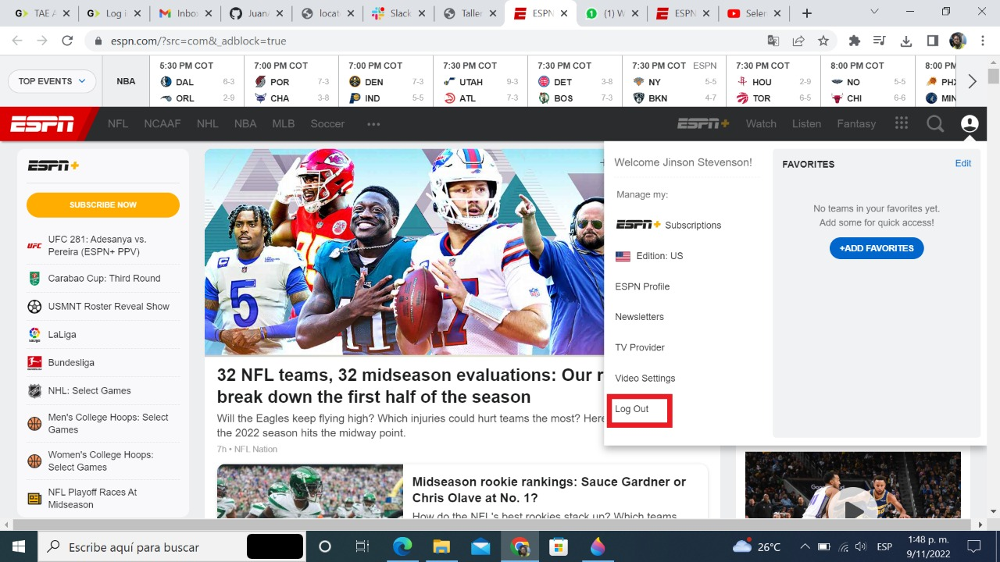 TAE A
Log i
Inbox
Juan/
locat
Slack
Taller
ESPN
(1) W
ESPN
Seler
espn.com/?src=com&_adblock=true
TOP EVENTS
NBA
5:30 PM COT
DAL 6-3
ORL 2-9
7:00 PM COT
POR 7-3
CHA 3-8
7:00 PM COT
DEN 7-3
IND 5-5
7:30 PM COT
UTAH 9-3
ATL 7-3
7:30 PM COT
DET 3-8
BOS 7-3
7:30 PM COT ESPN
NY 5-5
BKN 4-7
7:30 PM COT
HOU 2-9
TOR 6-5
8:00 PM COT
NO 5-5
CHI 6-6
8:00 PM
PHX
MIN
ESPN
NFL NCAAF NHL NBA MLB Soccer •••
ESPN+ Watch Listen Fantasy
ESPN+
SUBSCRIBE NOW
UFC
UFC 281: Adesanya vs.
Pereira (ESPN+ PPV)
Carabao Cup: Third Round
USMNT Roster Reveal Show
LaLiga
Bundesliga
NHL: Select Games
Men's College Hoops: Select
Games
Women's College Hoops:
Select Games
NFL Playoff Races At
Midseason
5
11
17
32 NFL teams, 32 midseason evaluations: Our r
break down the first half of the season
Will the Eagles keep flying high? Which injuries could hurt teams the most? Here
the 2022 season hits the midway point.
7h • NFL Nation
Midseason rookie rankings: Sauce Gardner or
Chris Olave at No. 1?
How do the NFL's best rookies stack up? Which teams
Welcome Jinson Stevenson!
Manage my:
ESPN+ Subscriptions
Edition: US
ESPN Profile
Newsletters
TV Provider
Video Settings
Log Out
FAVORITES
Edit
No teams in your favorites yet.
Add some for quick access!
+ADD FAVORITES
Escribe aquí para buscar
26°C
ESP
1:48 p. m.
9/11/2022